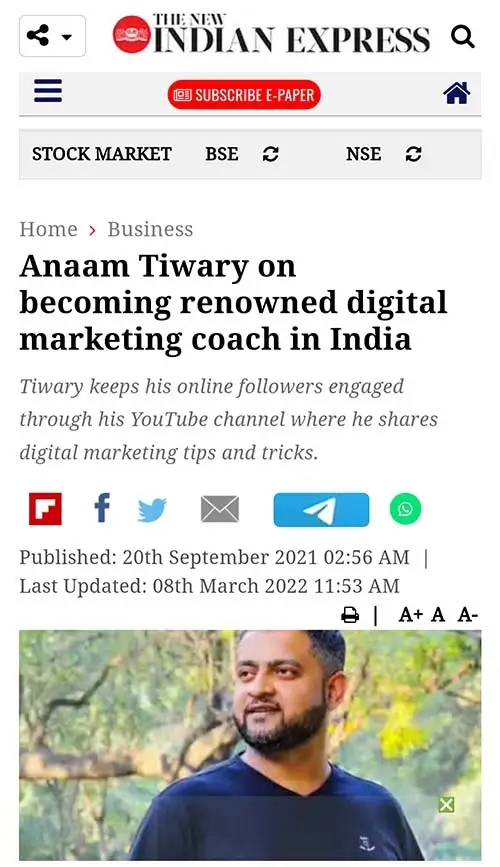 THE NEW
INDIAN EXPRESS
SUBSCRIBE E-PAPER
STOCK MARKET BSE NSE
Home › Business
Anaam Tiwary on
becoming renowned digital
marketing coach in India
Tiwary keeps his online followers engaged
through his YouTube channel where he shares
digital marketing tips and tricks.
Published: 20th September 2021 02:56 AM |
Last Updated: 08th March 2022 11:53 AM
| A+ A A-